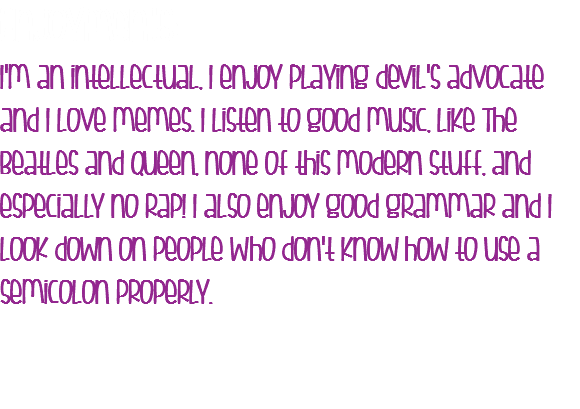 I'm an intellectual, I enjoy playing devil's advocate
and I love memes. I listen to good music, like The
Beatles and Queen, none of this modern stuff, and
especially no rap! I also enjoy good grammar and I
look down on people who don't know how to use a
semicolon properly.